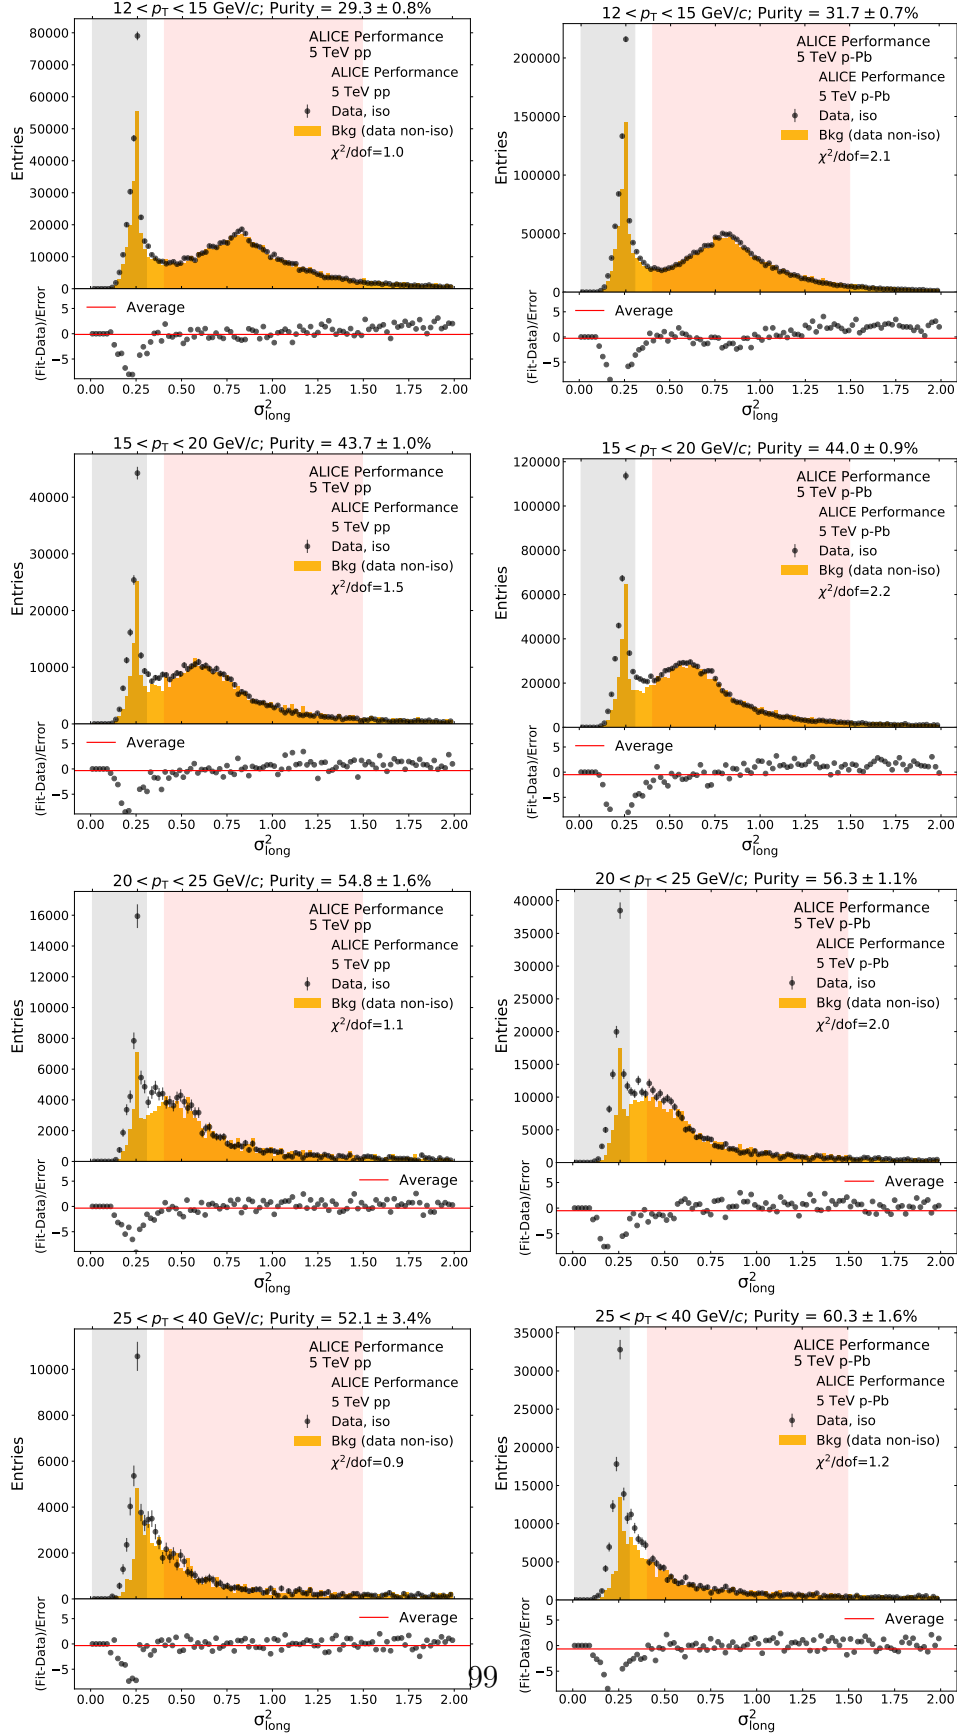 12 < p_T < 15 GeV/c; Purity = 29.3 ± 0.8%
80000
70000
60000
50000
40000
30000
20000
10000
0
Entries
ALICE Performance
5 TeV pp
ALICE Performance
5 TeV pp
Data, iso
Bkg (data non-iso)
χ²/dof=1.0
5
0
−5
(Fit-Data)/Error
Average
0.00 0.25 0.50 0.75 1.00 1.25 1.50 1.75 2.00
σ²_long
12 < p_T < 15 GeV/c; Purity = 31.7 ± 0.7%
200000
150000
100000
50000
0
Entries
ALICE Performance
5 TeV p-Pb
ALICE Performance
5 TeV p-Pb
Data, iso
Bkg (data non-iso)
χ²/dof=2.1
5
0
−5
(Fit-Data)/Error
Average
0.00 0.25 0.50 0.75 1.00 1.25 1.50 1.75 2.00
σ²_long
15 < p_T < 20 GeV/c; Purity = 43.7 ± 1.0%
40000
30000
20000
10000
0
Entries
ALICE Performance
5 TeV pp
ALICE Performance
5 TeV pp
Data, iso
Bkg (data non-iso)
χ²/dof=1.5
5
0
−5
(Fit-Data)/Error
Average
0.00 0.25 0.50 0.75 1.00 1.25 1.50 1.75 2.00
σ²_long
15 < p_T < 20 GeV/c; Purity = 44.0 ± 0.9%
120000
100000
80000
60000
40000
20000
0
Entries
ALICE Performance
5 TeV p-Pb
ALICE Performance
5 TeV p-Pb
Data, iso
Bkg (data non-iso)
χ²/dof=2.2
5
0
−5
(Fit-Data)/Error
Average
0.00 0.25 0.50 0.75 1.00 1.25 1.50 1.75 2.00
σ²_long
20 < p_T < 25 GeV/c; Purity = 54.8 ± 1.6%
16000
14000
12000
10000
8000
6000
4000
2000
0
Entries
ALICE Performance
5 TeV pp
ALICE Performance
5 TeV pp
Data, iso
Bkg (data non-iso)
χ²/dof=1.1
5
0
−5
(Fit-Data)/Error
Average
0.00 0.25 0.50 0.75 1.00 1.25 1.50 1.75 2.00
σ²_long
20 < p_T < 25 GeV/c; Purity = 56.3 ± 1.1%
40000
35000
30000
25000
20000
15000
10000
5000
0
Entries
ALICE Performance
5 TeV p-Pb
ALICE Performance
5 TeV p-Pb
Data, iso
Bkg (data non-iso)
χ²/dof=2.0
5
0
−5
(Fit-Data)/Error
Average
0.00 0.25 0.50 0.75 1.00 1.25 1.50 1.75 2.00
σ²_long
25 < p_T < 40 GeV/c; Purity = 52.1 ± 3.4%
10000
8000
6000
4000
2000
0
Entries
ALICE Performance
5 TeV pp
ALICE Performance
5 TeV pp
Data, iso
Bkg (data non-iso)
χ²/dof=0.9
5
0
−5
(Fit-Data)/Error
Average
0.00 0.25 0.50 0.75 1.00 1.25 1.50 1.75 2.00
σ²_long
25 < p_T < 40 GeV/c; Purity = 60.3 ± 1.6%
35000
30000
25000
20000
15000
10000
5000
0
Entries
ALICE Performance
5 TeV p-Pb
ALICE Performance
5 TeV p-Pb
Data, iso
Bkg (data non-iso)
χ²/dof=1.2
5
0
−5
(Fit-Data)/Error
Average
0.00 0.25 0.50 0.75 1.00 1.25 1.50 1.75 2.00
σ²_long
99